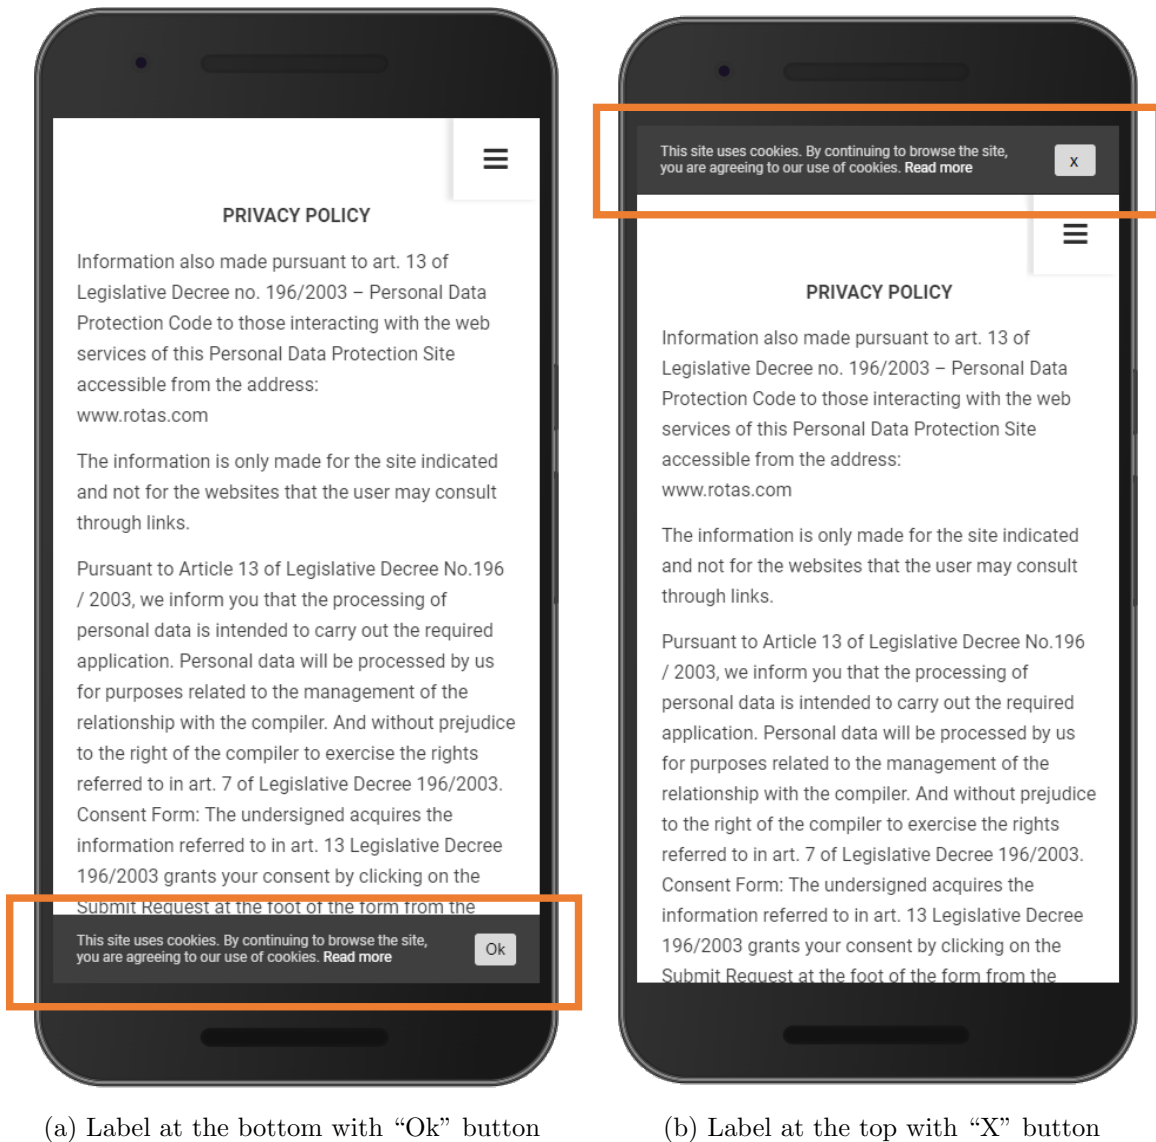 PRIVACY POLICY
Information also made pursuant to art. 13 of
Legislative Decree no. 196/2003 – Personal Data
Protection Code to those interacting with the web
services of this Personal Data Protection Site
accessible from the address:
www.rotas.com
The information is only made for the site indicated
and not for the websites that the user may consult
through links.
Pursuant to Article 13 of Legislative Decree No.196
/ 2003, we inform you that the processing of
personal data is intended to carry out the required
application. Personal data will be processed by us
for purposes related to the management of the
relationship with the compiler. And without prejudice
to the right of the compiler to exercise the rights
referred to in art. 7 of Legislative Decree 196/2003.
Consent Form: The undersigned acquires the
information referred to in art. 13 Legislative Decree
196/2003 grants your consent by clicking on the
Submit Request at the foot of the form from the
This site uses cookies. By continuing to browse the site,
you are agreeing to our use of cookies. Read more
Ok
(a) Label at the bottom with “Ok” button
This site uses cookies. By continuing to browse the site,
you are agreeing to our use of cookies. Read more
x
PRIVACY POLICY
Information also made pursuant to art. 13 of
Legislative Decree no. 196/2003 – Personal Data
Protection Code to those interacting with the web
services of this Personal Data Protection Site
accessible from the address:
www.rotas.com
The information is only made for the site indicated
and not for the websites that the user may consult
through links.
Pursuant to Article 13 of Legislative Decree No.196
/ 2003, we inform you that the processing of
personal data is intended to carry out the required
application. Personal data will be processed by us
for purposes related to the management of the
relationship with the compiler. And without prejudice
to the right of the compiler to exercise the rights
referred to in art. 7 of Legislative Decree 196/2003.
Consent Form: The undersigned acquires the
information referred to in art. 13 Legislative Decree
196/2003 grants your consent by clicking on the
Submit Request at the foot of the form from the
(b) Label at the top with “X” button